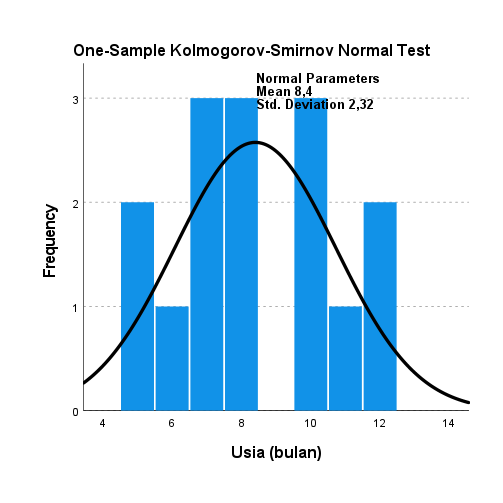 One-Sample Kolmogorov-Smirnov Normal Test
Normal Parameters
Mean 8,4
Std. Deviation 2,32
3
2
1
0
Frequency
4 6 8 10 12 14
Usia (bulan)